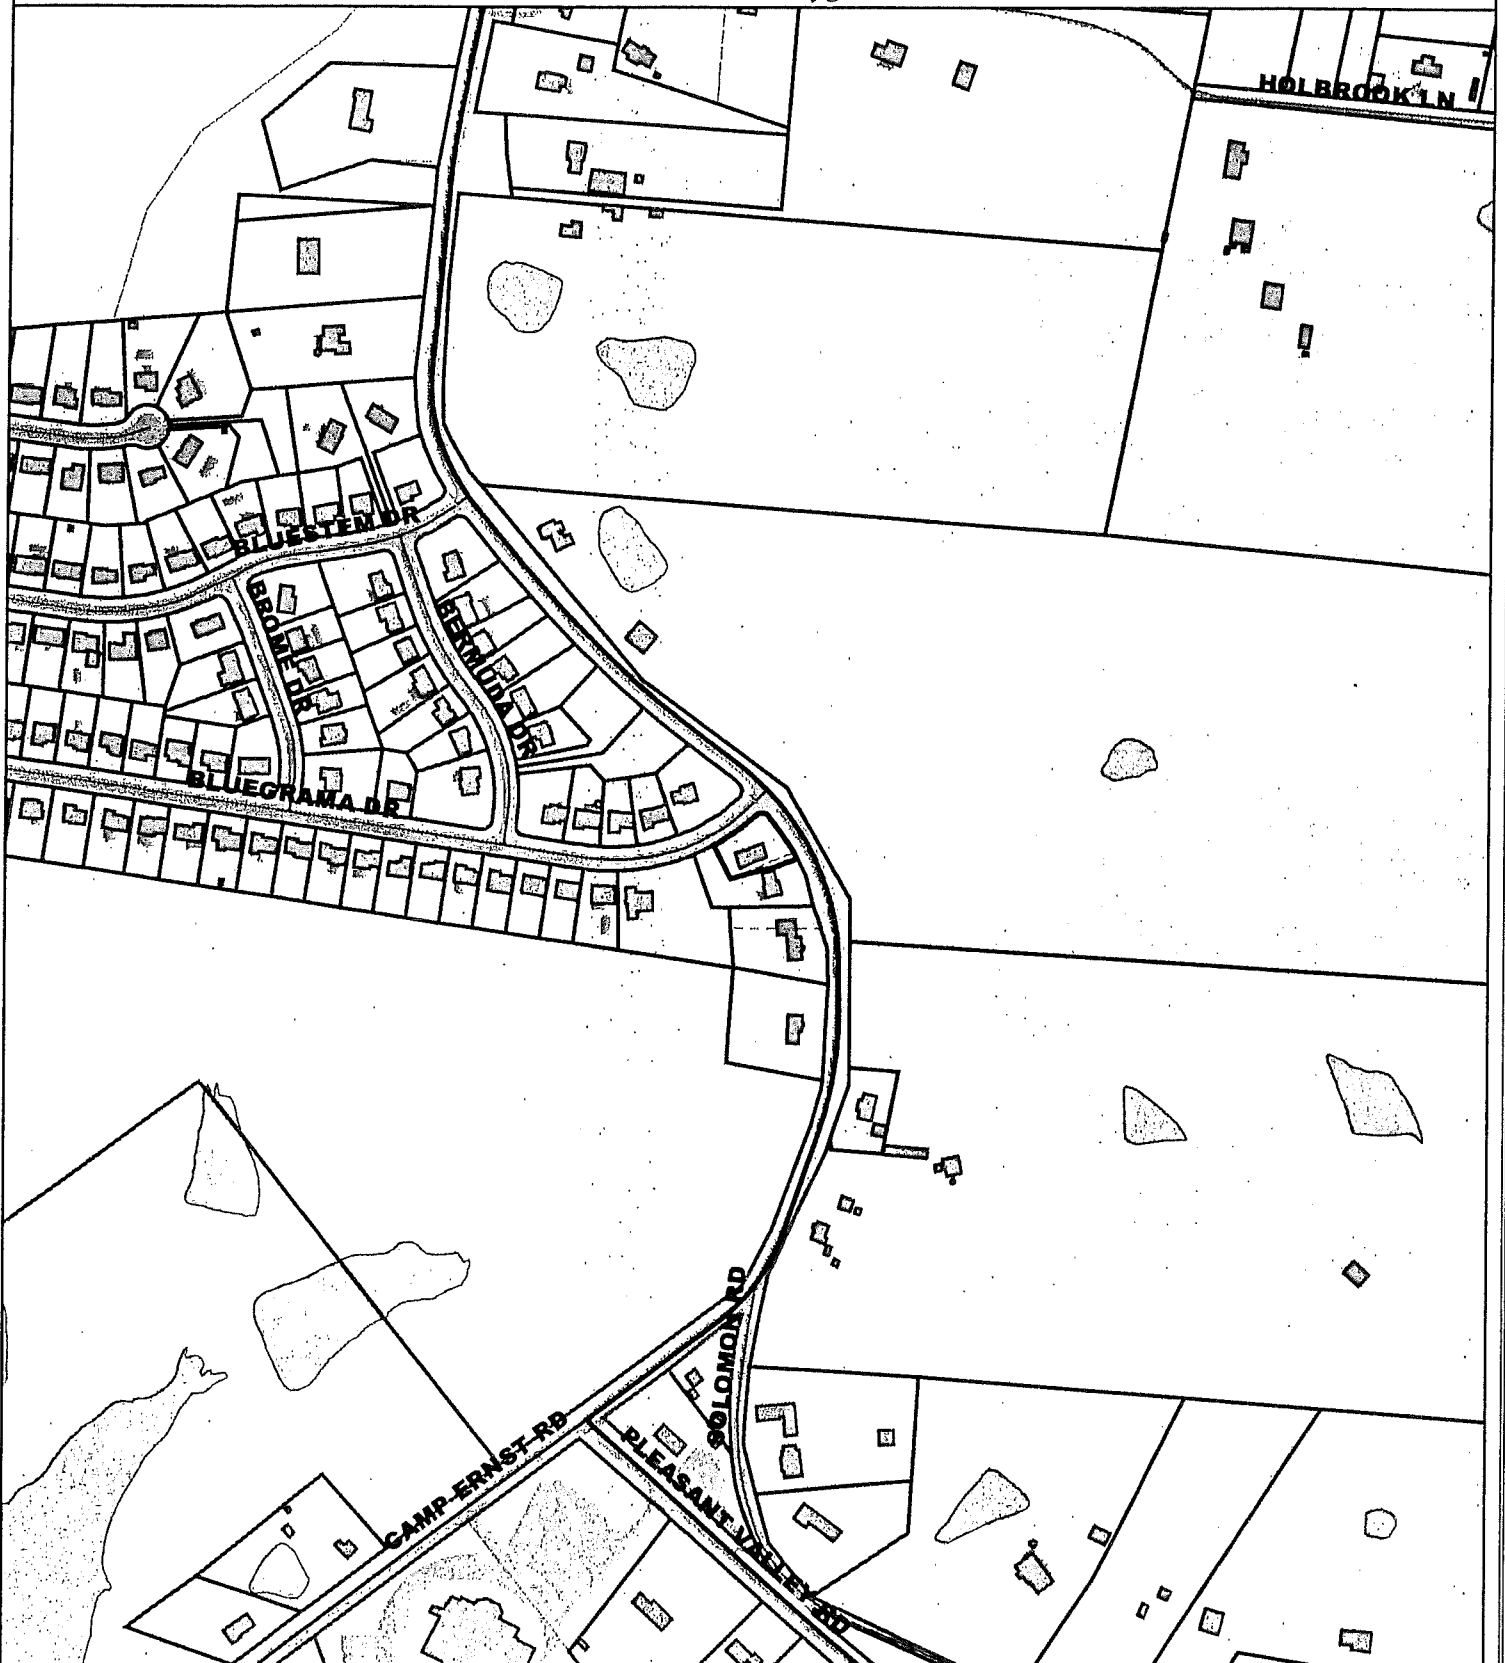 HOLBROOK LN
BLUESTEM DR
BROME DR
BERMUDA DR
BLUEGRAMA DR
SOLOMON RD
CAMP ERNST RD
PLEASANT VALLEY RD